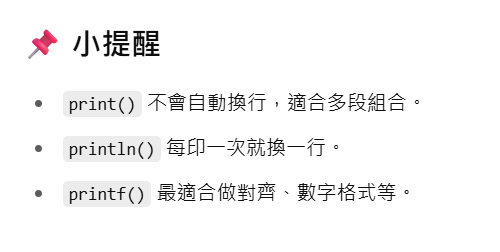 📌 小提醒
• print() 不會自動換行，適合多段組合。
• println() 每印一次就換一行。
• printf() 最適合做對齊、數字格式等。